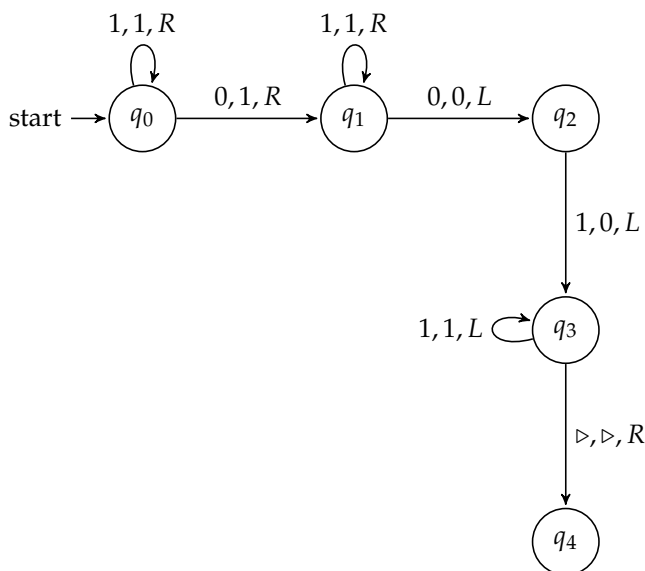 1, 1, R 1, 1, R
start q0 0, 1, R q1 0, 0, L q2
1, 0, L
1, 1, L q3
▷, ▷, R
q4